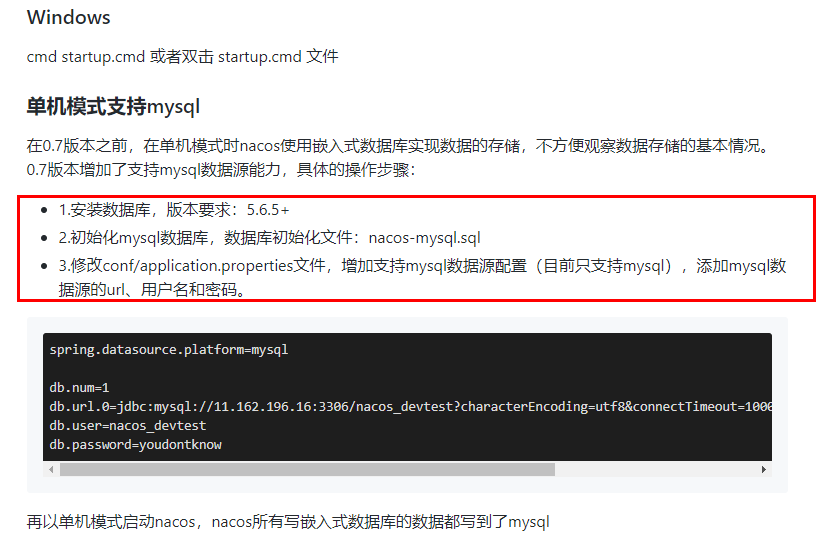 Windows
cmd startup.cmd 或者双击 startup.cmd 文件
单机模式支持mysql
在0.7版本之前，在单机模式时nacos使用嵌入式数据库实现数据的存储，不方便观察数据存储的基本情况。
0.7版本增加了支持mysql数据源能力，具体的操作步骤：
1.安装数据库，版本要求：5.6.5+
2.初始化mysql数据库，数据库初始化文件：nacos-mysql.sql
3.修改conf/application.properties文件，增加支持mysql数据源配置（目前只支持mysql），添加mysql数
据源的url、用户名和密码。
spring.datasource.platform=mysql
db.num=1
db.url.0=jdbc:mysql://11.162.196.16:3306/nacos_devtest?characterEncoding=utf8&connectTimeout=1000
db.user=nacos_devtest
db.password=youdontknow
再以单机模式启动nacos，nacos所有写嵌入式数据库的数据都写到了mysql